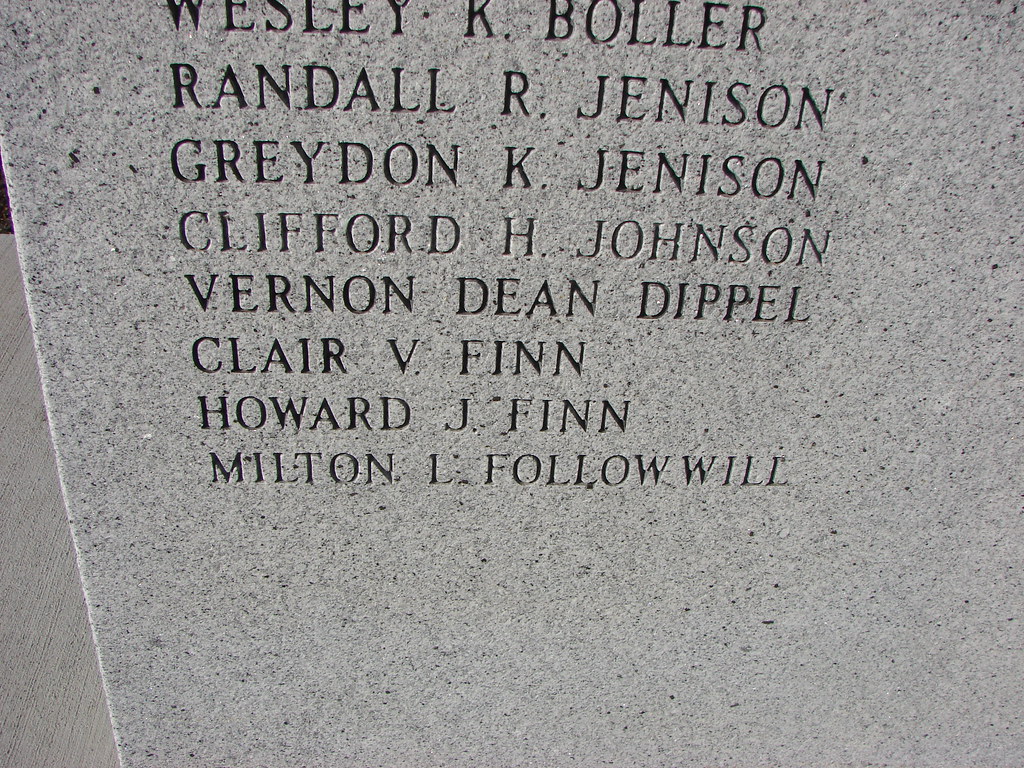 WESLEY K. BOLLER
RANDALL R. JENISON
GREYDON K. JENISON
CLIFFORD H. JOHNSON
VERNON DEAN DIPPEL
CLAIR V. FINN
HOWARD J. FINN
MILTON L. FOLLOWWILL